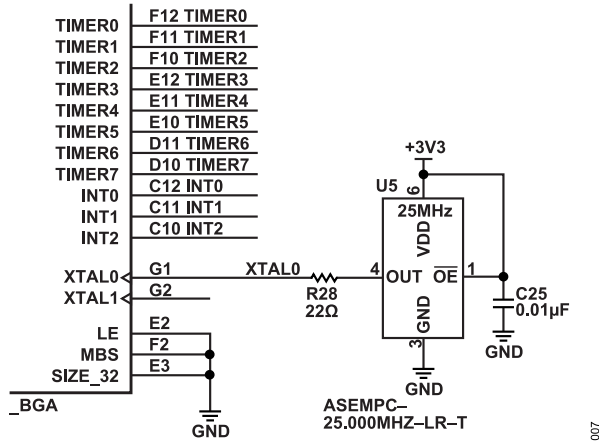 TIMER0 F12 TIMER0
TIMER1 F11 TIMER1
TIMER2 F10 TIMER2
TIMER3 E12 TIMER3
TIMER4 E11 TIMER4
TIMER5 E10 TIMER5
TIMER6 D11 TIMER6
TIMER7 D10 TIMER7
INT0 C12 INT0
INT1 C11 INT1
INT2 C10 INT2
XTAL0 G1 XTAL0
XTAL1 G2
LE E2
MBS F2
SIZE_32 E3
_BGA
GND
R28
22Ω
+3V3
U5 6
25MHz
VDD
4 OUT OE 1
GND
3
GND
C25
0.01µF
GND
ASEMPC–
25.000MHZ–LR–T
007